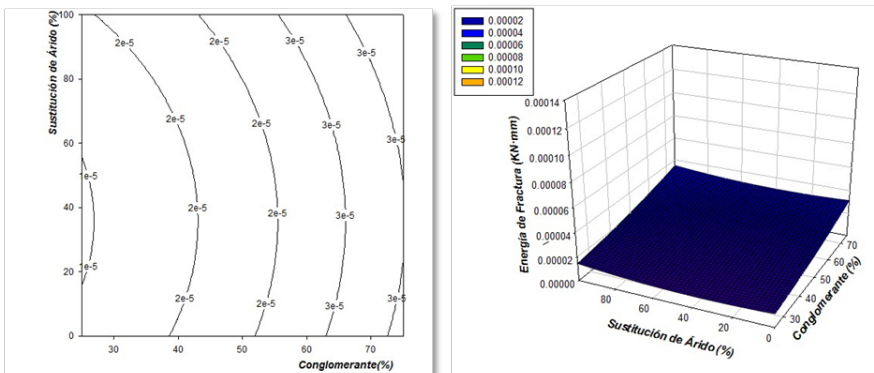 Sustitución de Árido (%)
100
80
60
40
20
0
2e-5
2e-5
3e-5
3e-5
2e-5
2e-5
3e-5
3e-5
e-5
2e-5
2e-5
3e-5
e-5
2e-5
2e-5
3e-5
3e-5
30
40
50
60
70
Conglomerante(%)
0.00002
0.00004
0.00006
0.00008
0.00010
0.00012
Energía de Fractura (KN·mm)
0.00014
0.00012
0.00010
0.00008
0.00006
0.00004
0.00002
0.00000
80
60
40
20
0
Sustitución de Árido (%)
70
60
50
40
30
Conglomerante (%)